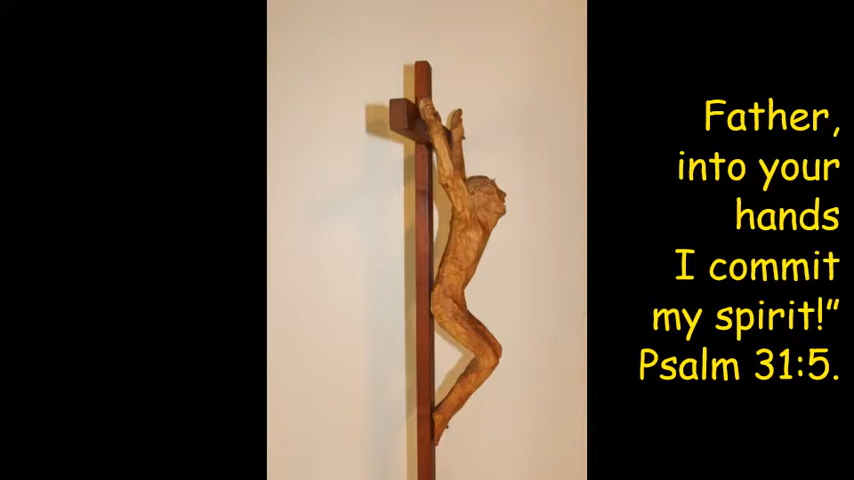 Father,
into your
hands
I commit
my spirit!”
Psalm 31:5.